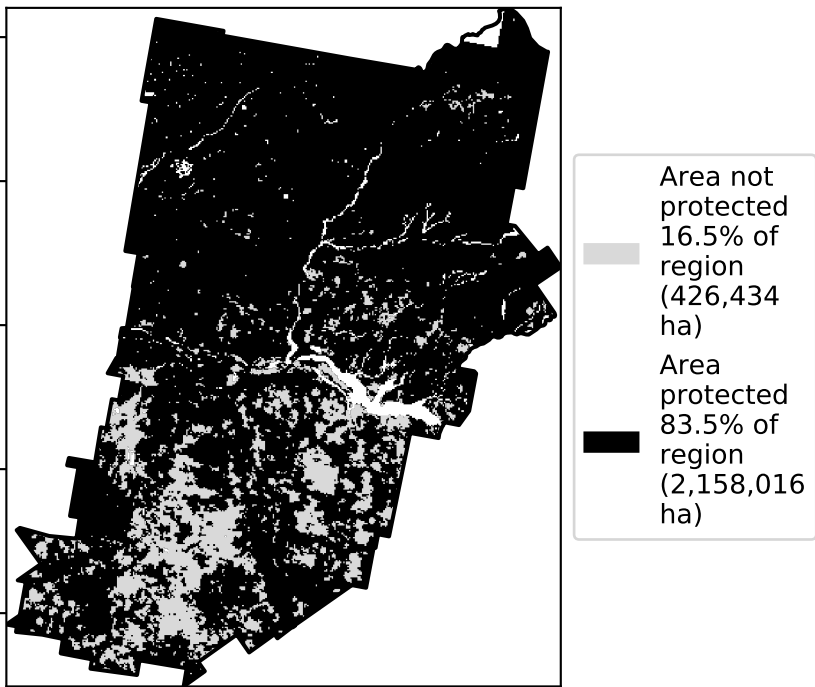 Area not
protected
16.5% of
region
(426,434
ha)
Area
protected
83.5% of
region
(2,158,016
ha)